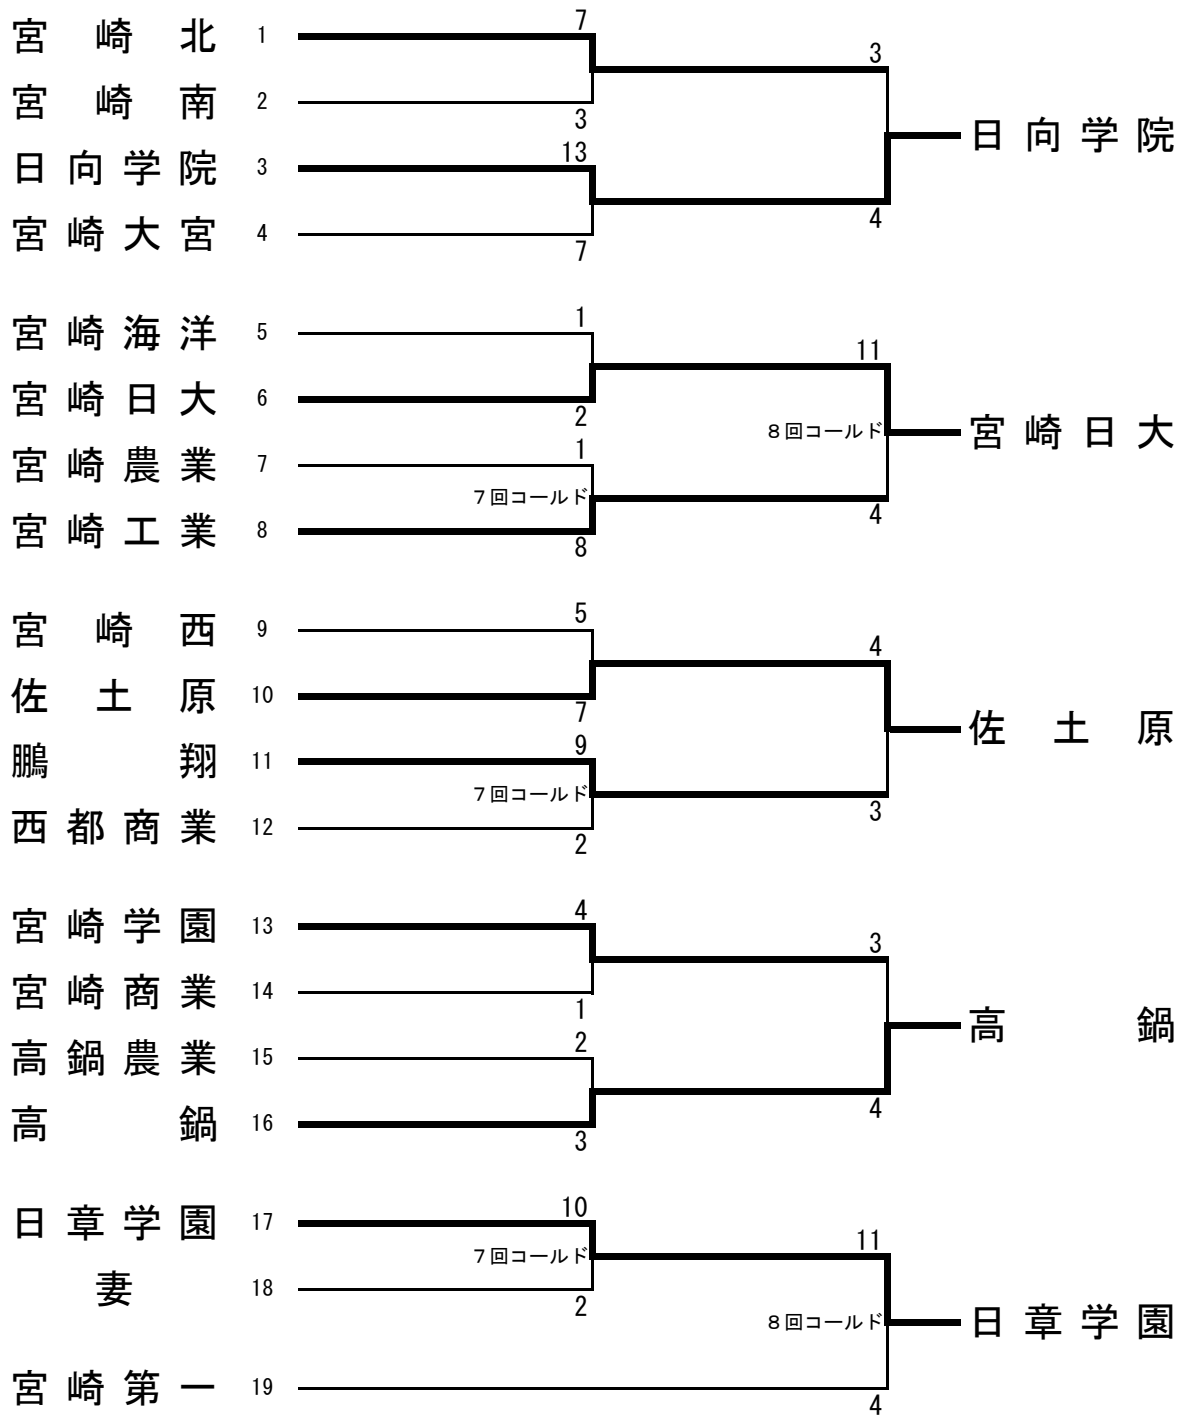 7
宮崎北 1
3
宮崎南 2
3
日向学院
13
日向学院 3
4
宮崎大宮 4
7
1
宮崎海洋 5
11
宮崎日大 6
2
8回コールド 宮崎日大
1
宮崎農業 7
7回コールド
4
宮崎工業 8
8
5
宮崎西 9
4
佐土原 10
7
佐土原
9
鵬翔 11
7回コールド
3
西都商業 12
2
4
宮崎学園 13
3
宮崎商業 14
1
高鍋
2
高鍋農業 15
4
高鍋 16
3
10
日章学園 17
11
7回コールド
妻 18
2
8回コールド 日章学園
宮崎第一 19
4